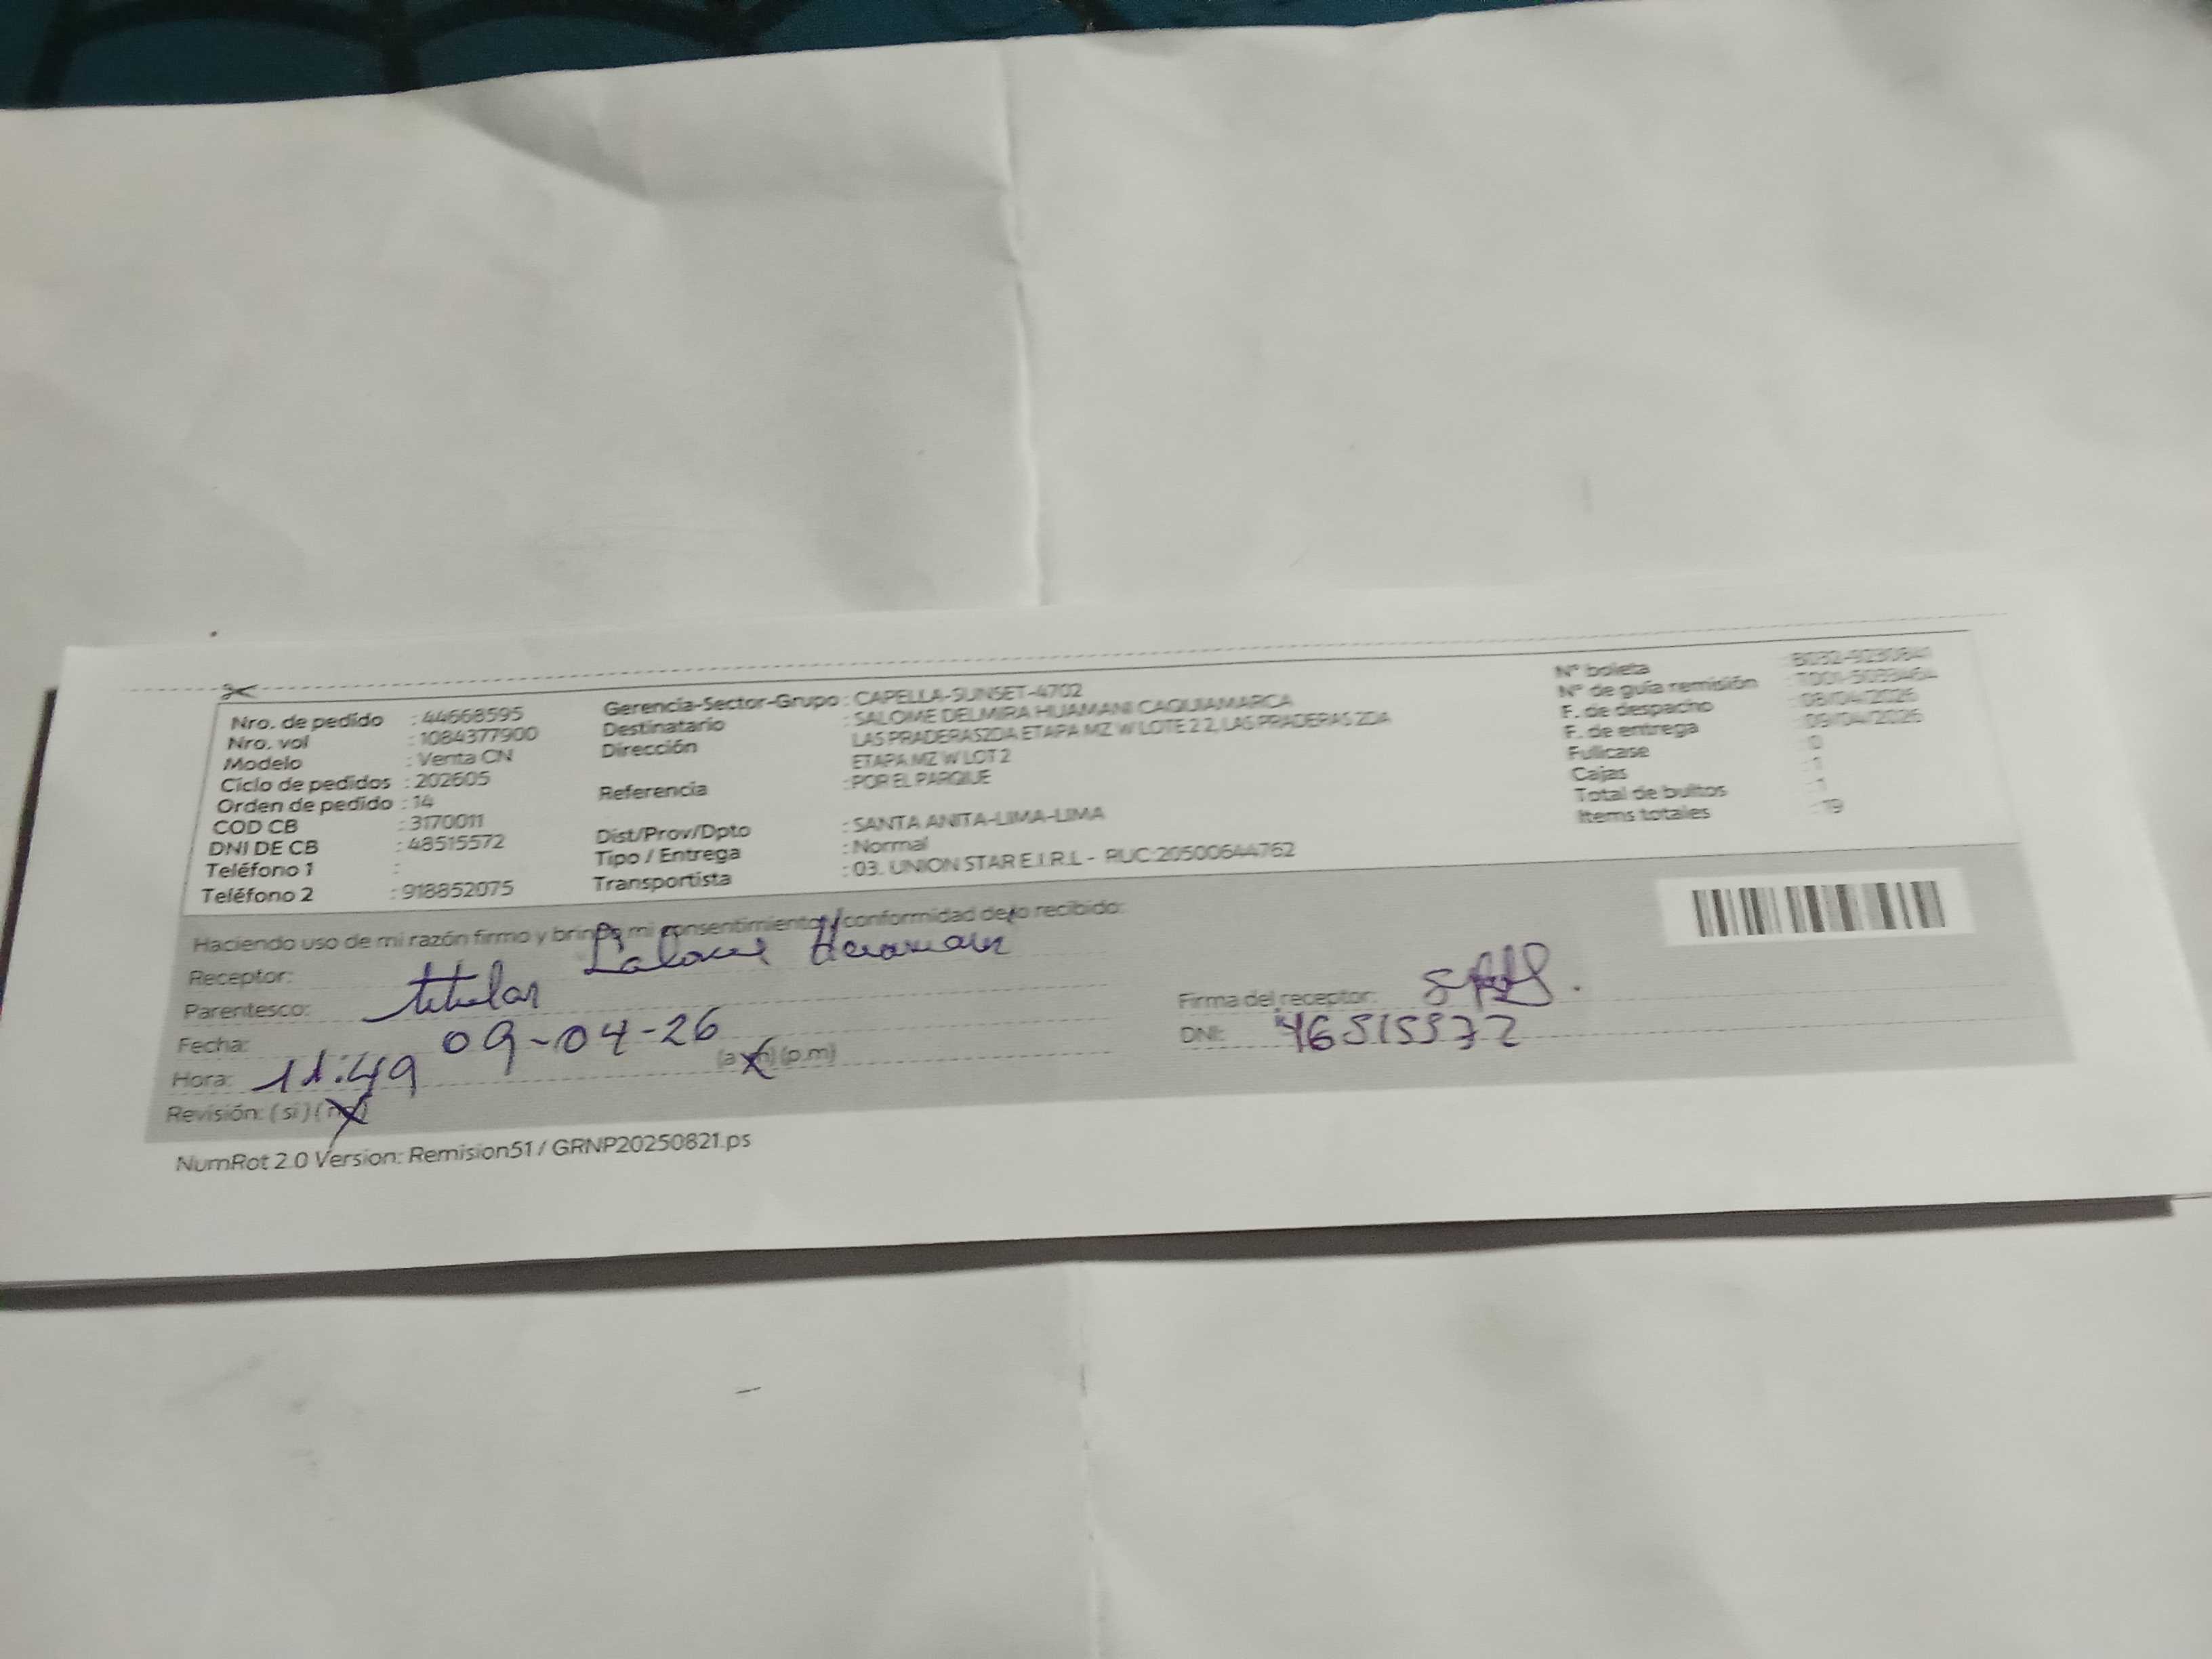 Nro. de pedido : 44668595
Nro. vol : 1084377900
Modelo : Venta CN
Ciclo de pedidos : 202605
Orden de pedido : 14
COD CB : 3170011
DNI DE CB : 48515572
Teléfono 1 :
Teléfono 2 : 918852075
Gerencia-Sector-Grupo : CAPELLA-SUNSET-4702
Destinatario : SALOME DELMIRA HUAMANI CAQUIAMARCA
Dirección LAS PRADERAS2DA ETAPA MZ W LOTE 2 2, LAS PRADERAS 2DA
ETAPA MZ W LOT 2
Referencia : POR EL PARQUE
Dist/Prov/Dpto : SANTA ANITA-LIMA-LIMA
Tipo / Entrega : Normal
Transportista : 03. UNION STAR E.I.R.L - RUC:20500644762
N° boleta
N° de guía remisión
F. de despacho : 08/04/2026
F. de entrega : 09/04/2026
Fullcase : 0
Cajas : 1
Total de bultos : 1
Items totales : 19
Haciendo uso de mi razón firmo y brindo mi consentimiento y conformidad de lo recibido:
Receptor: Salome Huamani
Parentesco: titular
Fecha: 09-04-26
Hora: 11:49 (a.m) (p.m)
Revisión: (si) (no)
Firma del receptor:
DNI: 46515572
NumRot 2.0 Version: Remision51 / GRNP20250821.ps